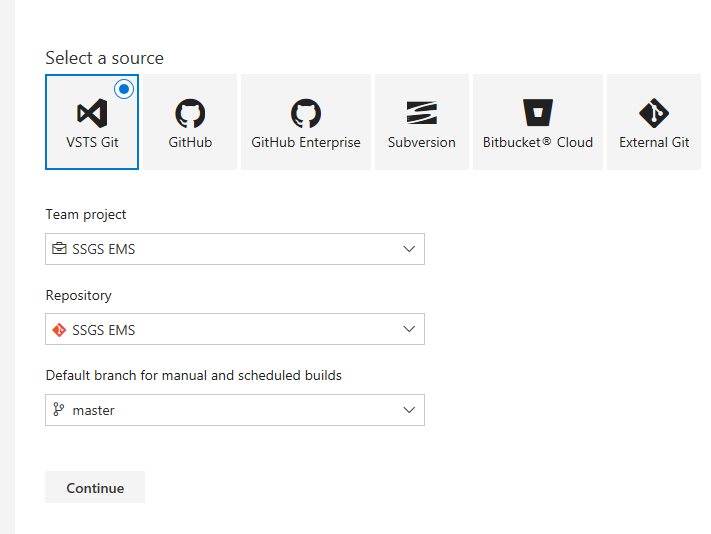 Select a source
VSTS Git
GitHub
GitHub Enterprise
Subversion
Bitbucket® Cloud
External Git
Team project
SSGS EMS
Repository
SSGS EMS
Default branch for manual and scheduled builds
master
Continue